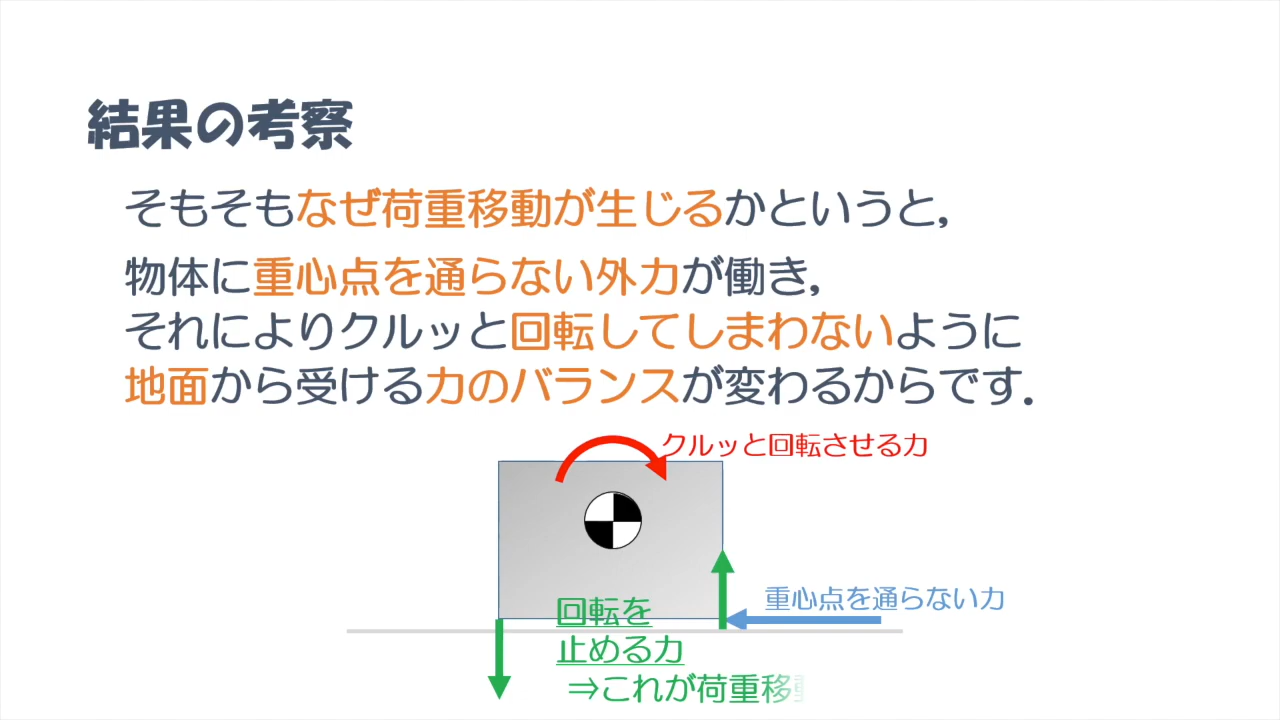 結果の考察
そもそもなぜ荷重移動が生じるかというと，
物体に重心点を通らない外力が働き，
それによりクルッと回転してしまわないように
地面から受ける力のバランスが変わるからです．
クルッと回転させる力
重心点を通らない力
回転を
止める力
⇒これが荷重移